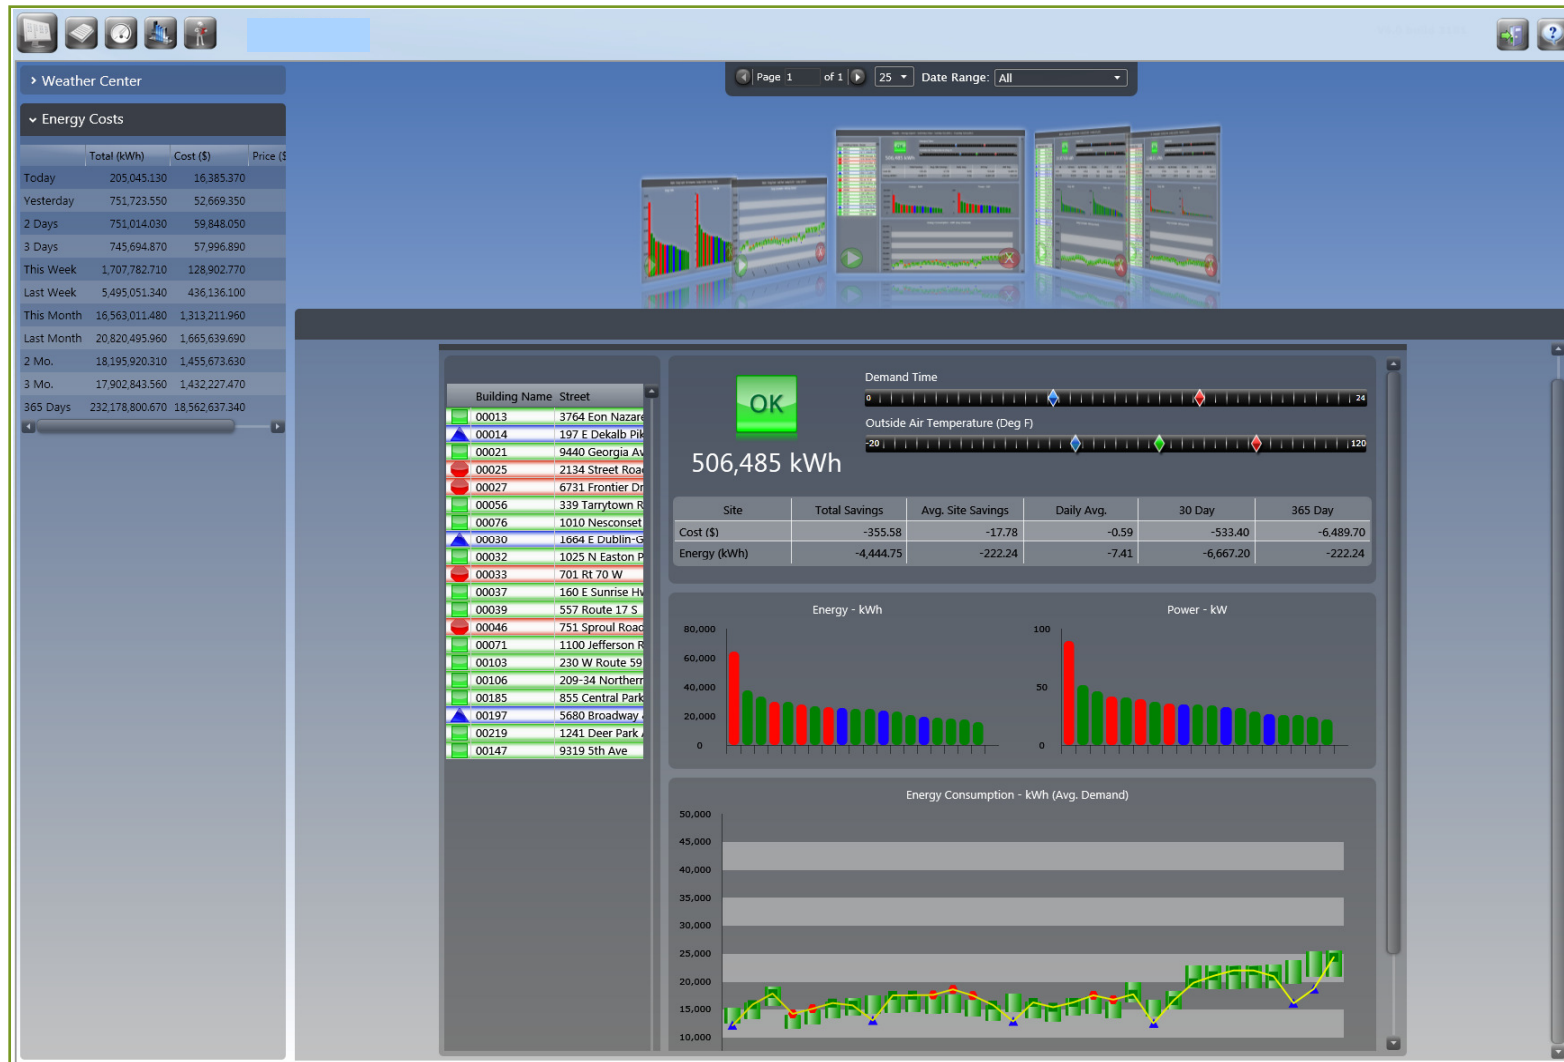 Page 1 of 1 25 Date Range: All
Weather Center
Energy Costs
Total (kWh) Cost ($) Price ($
Today 205,045.130 16,385.370
Yesterday 751,723.550 52,669.350
2 Days 751,014.030 59,848.050
3 Days 745,694.870 57,996.890
This Week 1,707,782.710 128,902.770
Last Week 5,495,051.340 436,136.100
This Month 16,563,011.480 1,313,211.960
Last Month 20,820,495.960 1,665,639.690
2 Mo. 18,195,920.310 1,455,673.630
3 Mo. 17,902,843.560 1,432,227.470
365 Days 232,178,800.670 18,562,637.340
Building Name Street
00013 3764 Eon Nazare
00014 197 E Dekalb Pik
00021 9440 Georgia Av
00025 2134 Street Road
00027 6731 Frontier Dr
00056 339 Tarrytown R
00076 1010 Nesconset
00030 1664 E Dublin-G
00032 1025 N Easton P
00033 701 Rt 70 W
00037 160 E Sunrise Hw
00039 557 Route 17 S
00046 751 Sproul Road
00071 1100 Jefferson R
00103 230 W Route 59
00106 209-34 Northern
00185 855 Central Park
00197 5680 Broadway
00219 1241 Deer Park
00147 9319 5th Ave
OK
506,485 kWh
Demand Time
0 24
Outside Air Temperature (Deg F)
-20 120
Site Total Savings Avg. Site Savings Daily Avg. 30 Day 365 Day
Cost ($) -355.58 -17.78 -0.59 -533.40 -6,489.70
Energy (kWh) -4,444.75 -222.24 -7.41 -6,667.20 -222.24
Energy - kWh
80,000
60,000
40,000
20,000
0
Power - kW
100
50
0
Energy Consumption - kWh (Avg. Demand)
50,000
45,000
40,000
35,000
30,000
25,000
20,000
15,000
10,000